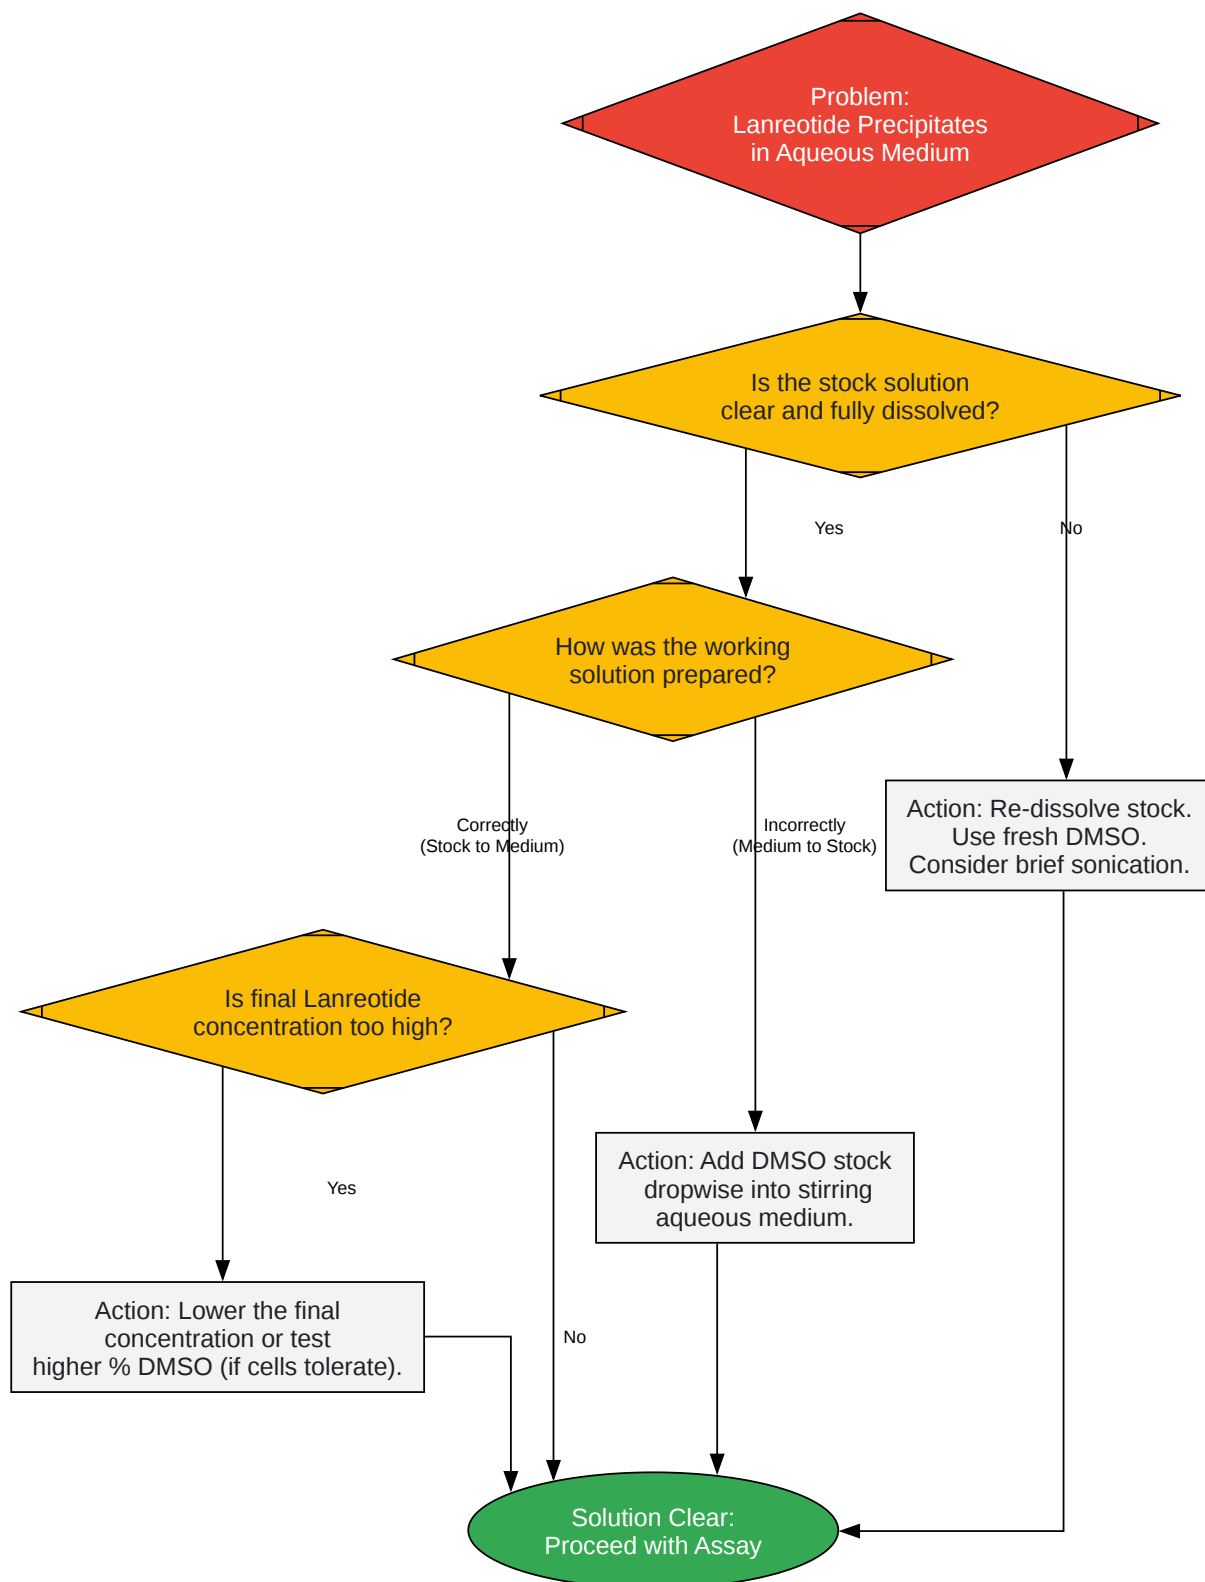 Problem:
Lanreotide Precipitates
in Aqueous Medium
Is the stock solution
clear and fully dissolved?
Yes
No
How was the working
solution prepared?
Action: Re-dissolve stock.
Use fresh DMSO.
Consider brief sonication.
Correctly
(Stock to Medium)
Incorrectly
(Medium to Stock)
Is final Lanreotide
concentration too high?
Action: Add DMSO stock
dropwise into stirring
aqueous medium.
Yes
Action: Lower the final
concentration or test
higher % DMSO (if cells tolerate).
No
Solution Clear:
Proceed with Assay